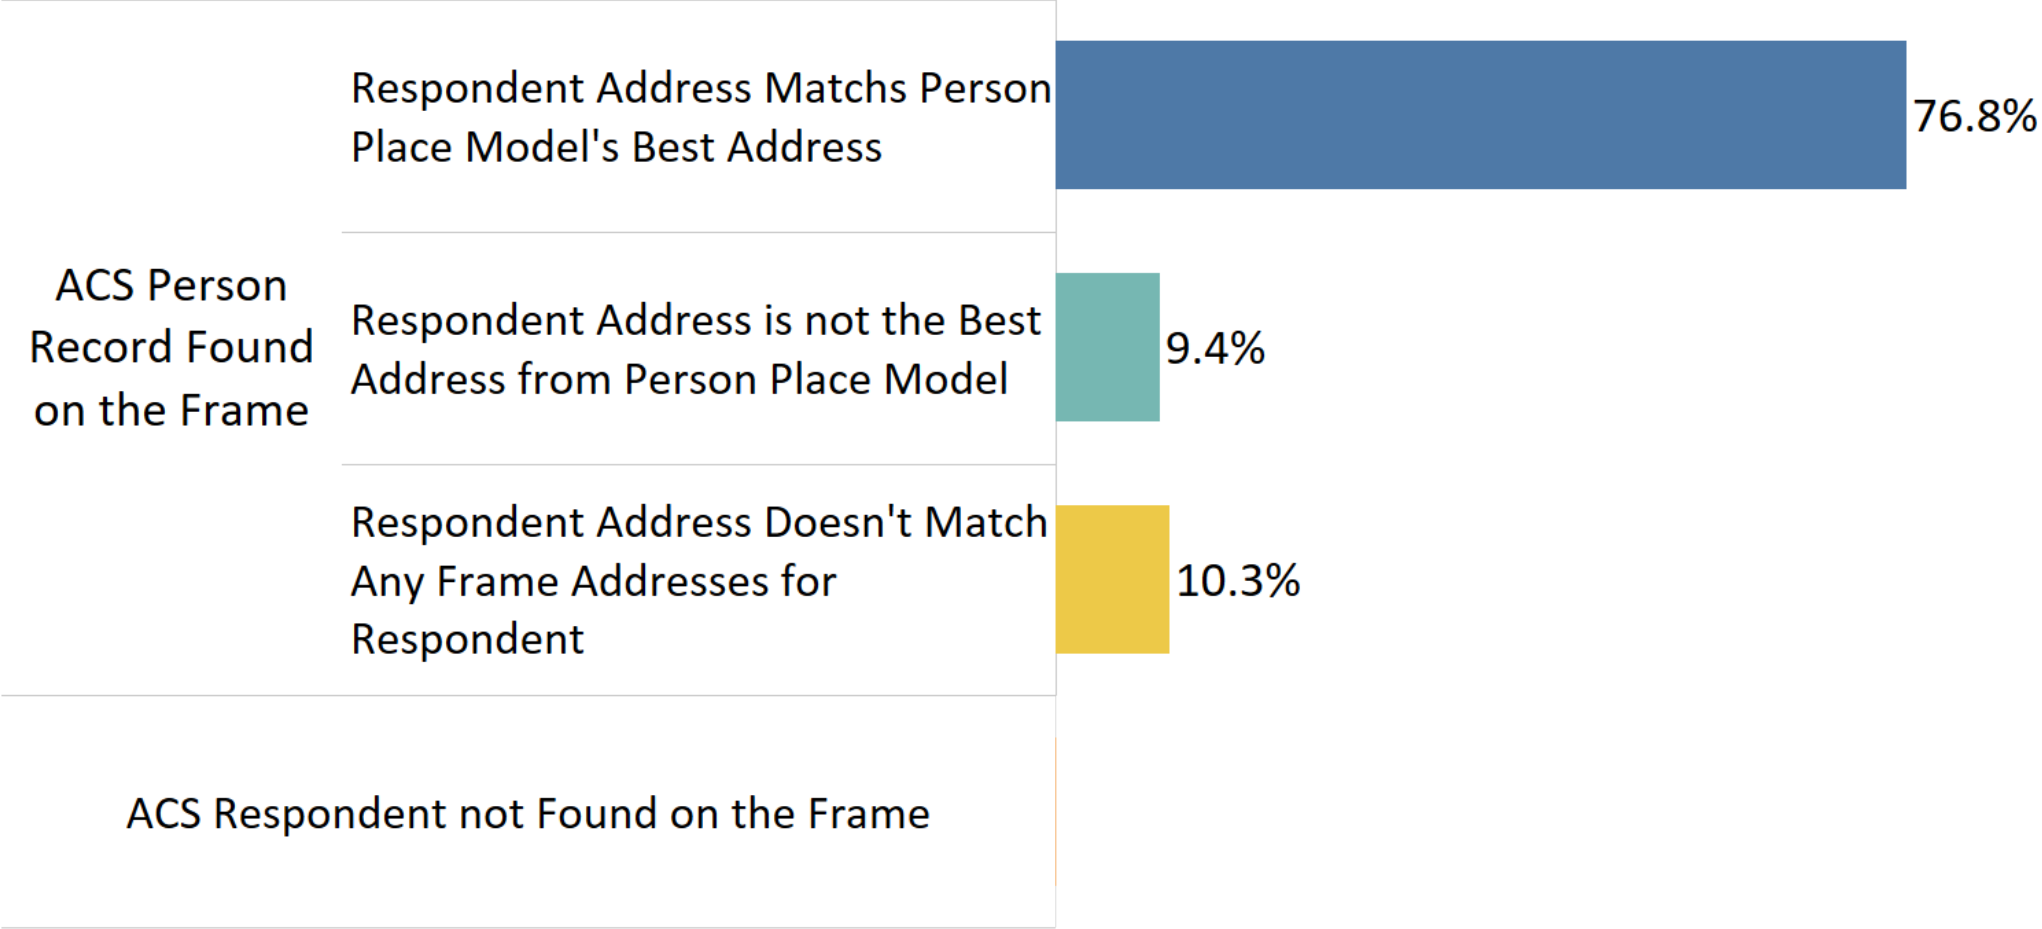 ACS Person
Record Found
on the Frame
Respondent Address Matchs Person
Place Model's Best Address
76.8%
Respondent Address is not the Best
Address from Person Place Model
9.4%
Respondent Address Doesn't Match
Any Frame Addresses for
Respondent
10.3%
ACS Respondent not Found on the Frame